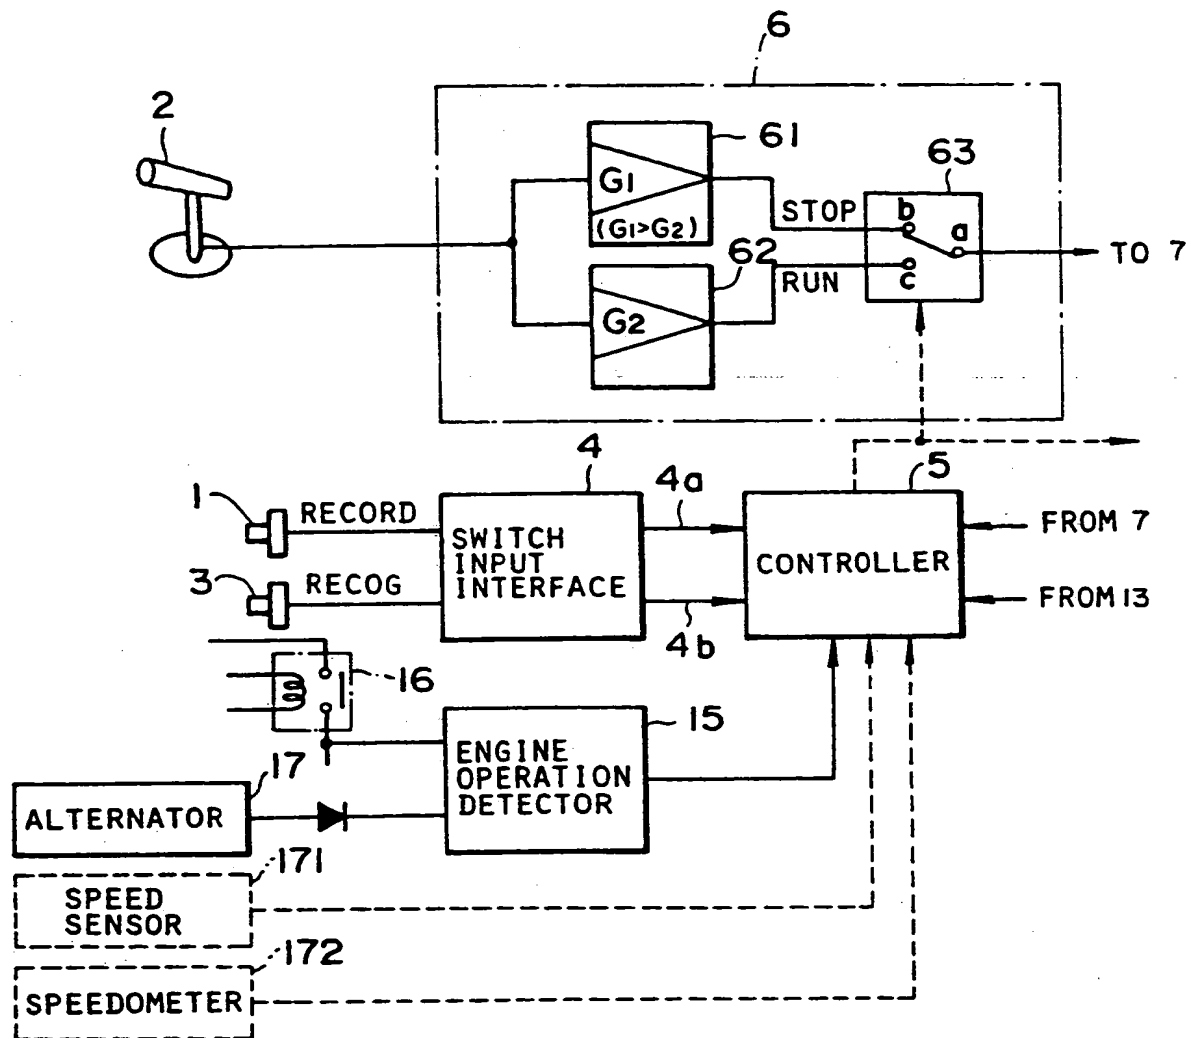 6
2
61
G1
(G1>G2)
63
STOP
b
a
TO 7
62
RUN
c
G2
4
5
1
RECORD
4a
SWITCH
INPUT
INTERFACE
CONTROLLER
FROM 7
3
RECOG
4b
FROM 13
16
15
ENGINE
OPERATION
DETECTOR
17
ALTERNATOR
171
SPEED
SENSOR
172
SPEEDOMETER